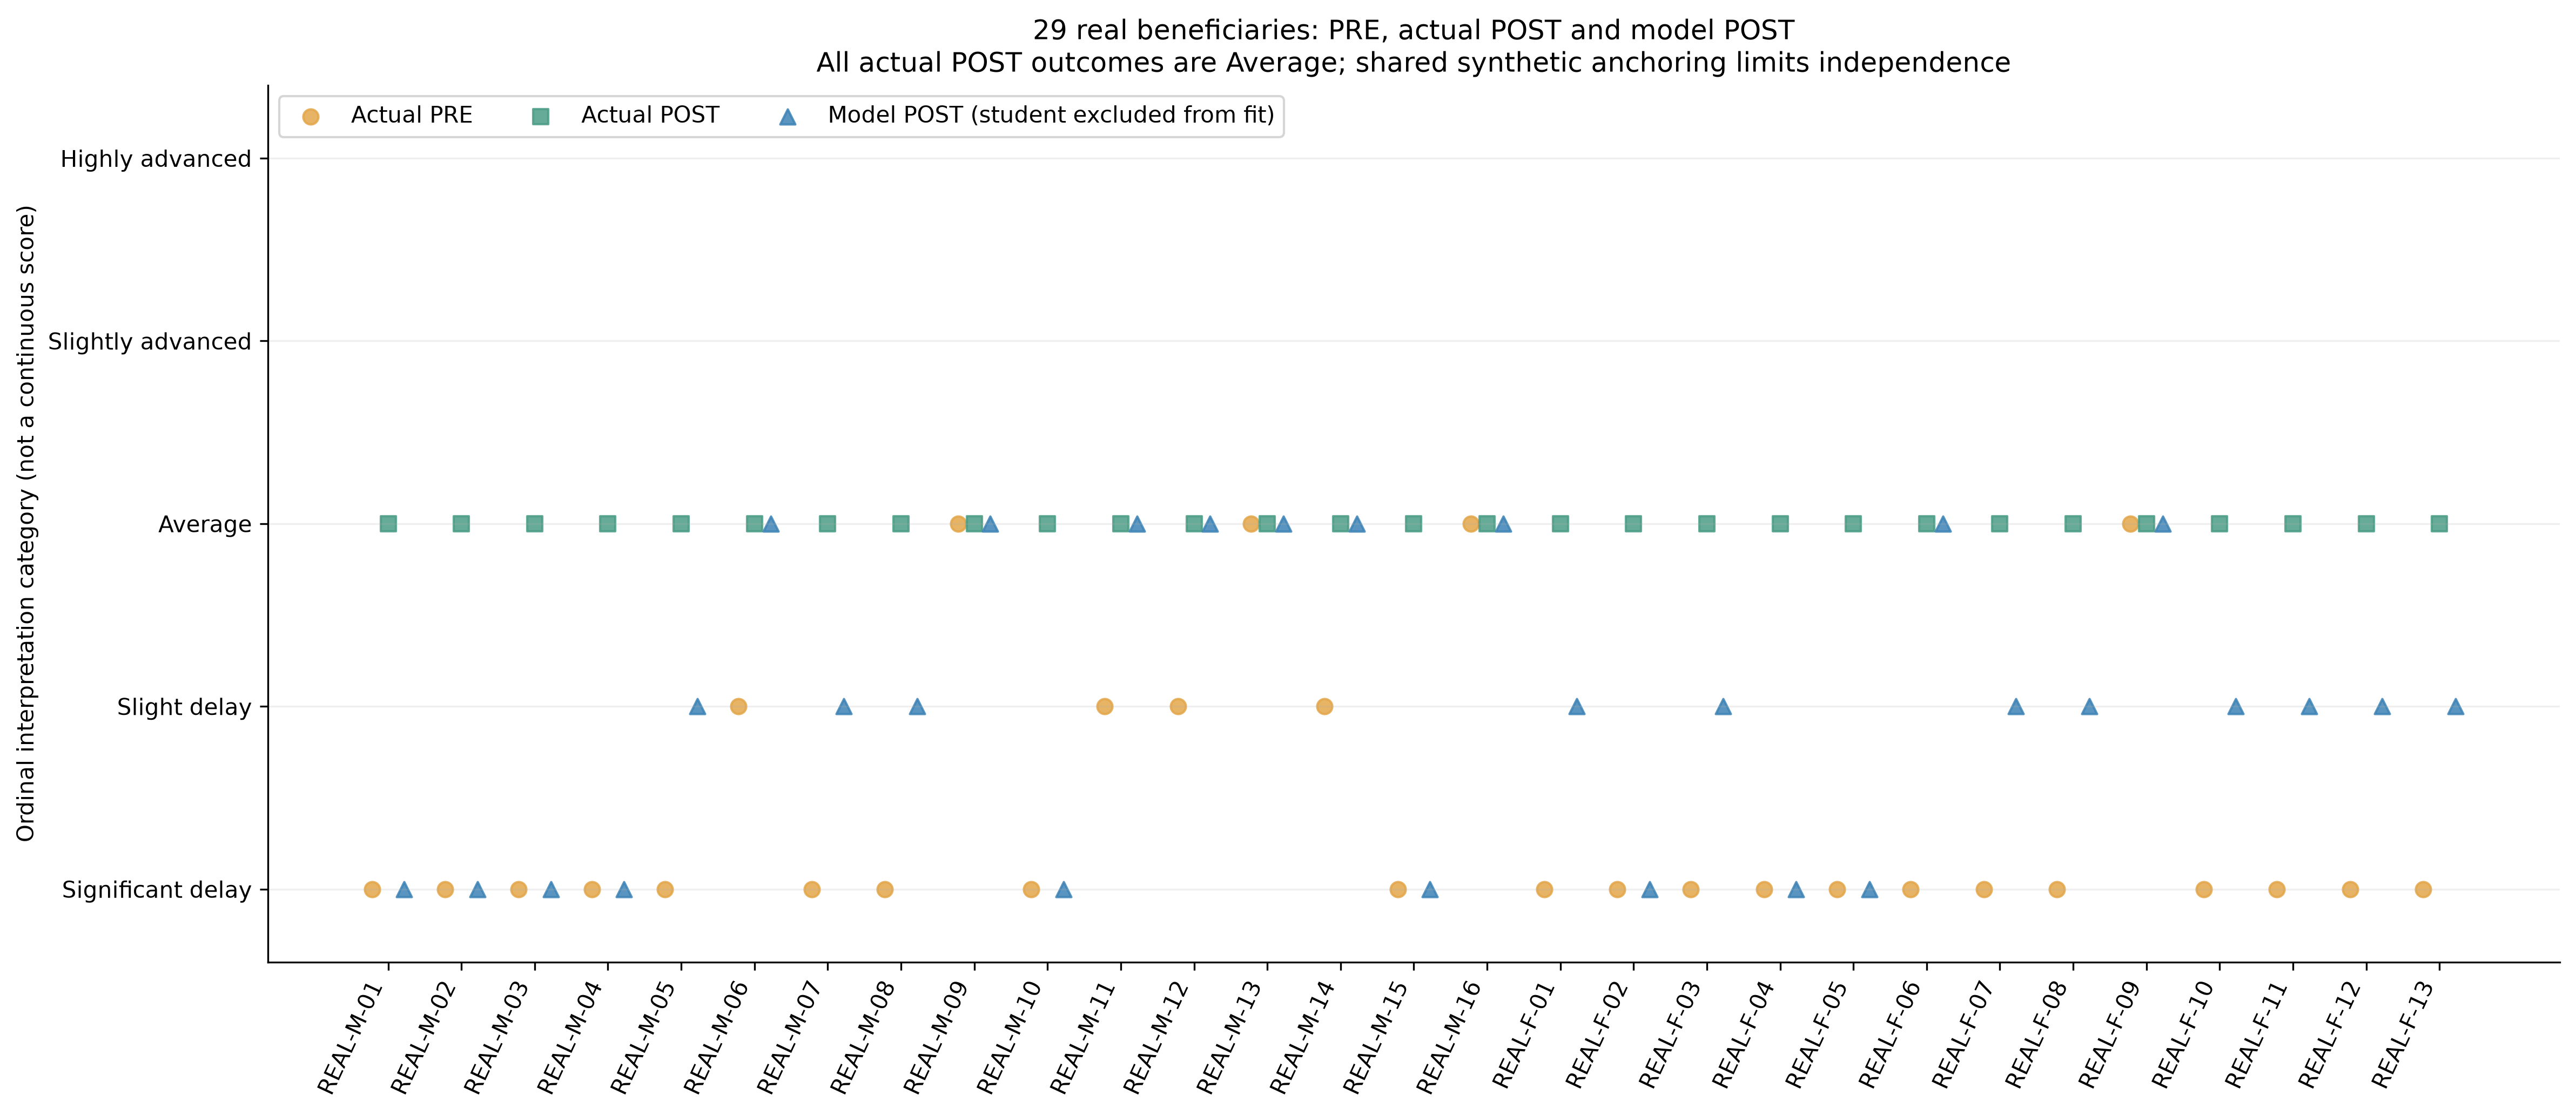 29 real beneficiaries: PRE, actual POST and model POST
All actual POST outcomes are Average; shared synthetic anchoring limits independence
Actual PRE
Actual POST
Model POST (student excluded from fit)
Ordinal interpretation category (not a continuous score)
Highly advanced
Slightly advanced
Average
Slight delay
Significant delay
REAL-M-01
REAL-M-02
REAL-M-03
REAL-M-04
REAL-M-05
REAL-M-06
REAL-M-07
REAL-M-08
REAL-M-09
REAL-M-10
REAL-M-11
REAL-M-12
REAL-M-13
REAL-M-14
REAL-M-15
REAL-M-16
REAL-F-01
REAL-F-02
REAL-F-03
REAL-F-04
REAL-F-05
REAL-F-06
REAL-F-07
REAL-F-08
REAL-F-09
REAL-F-10
REAL-F-11
REAL-F-12
REAL-F-13